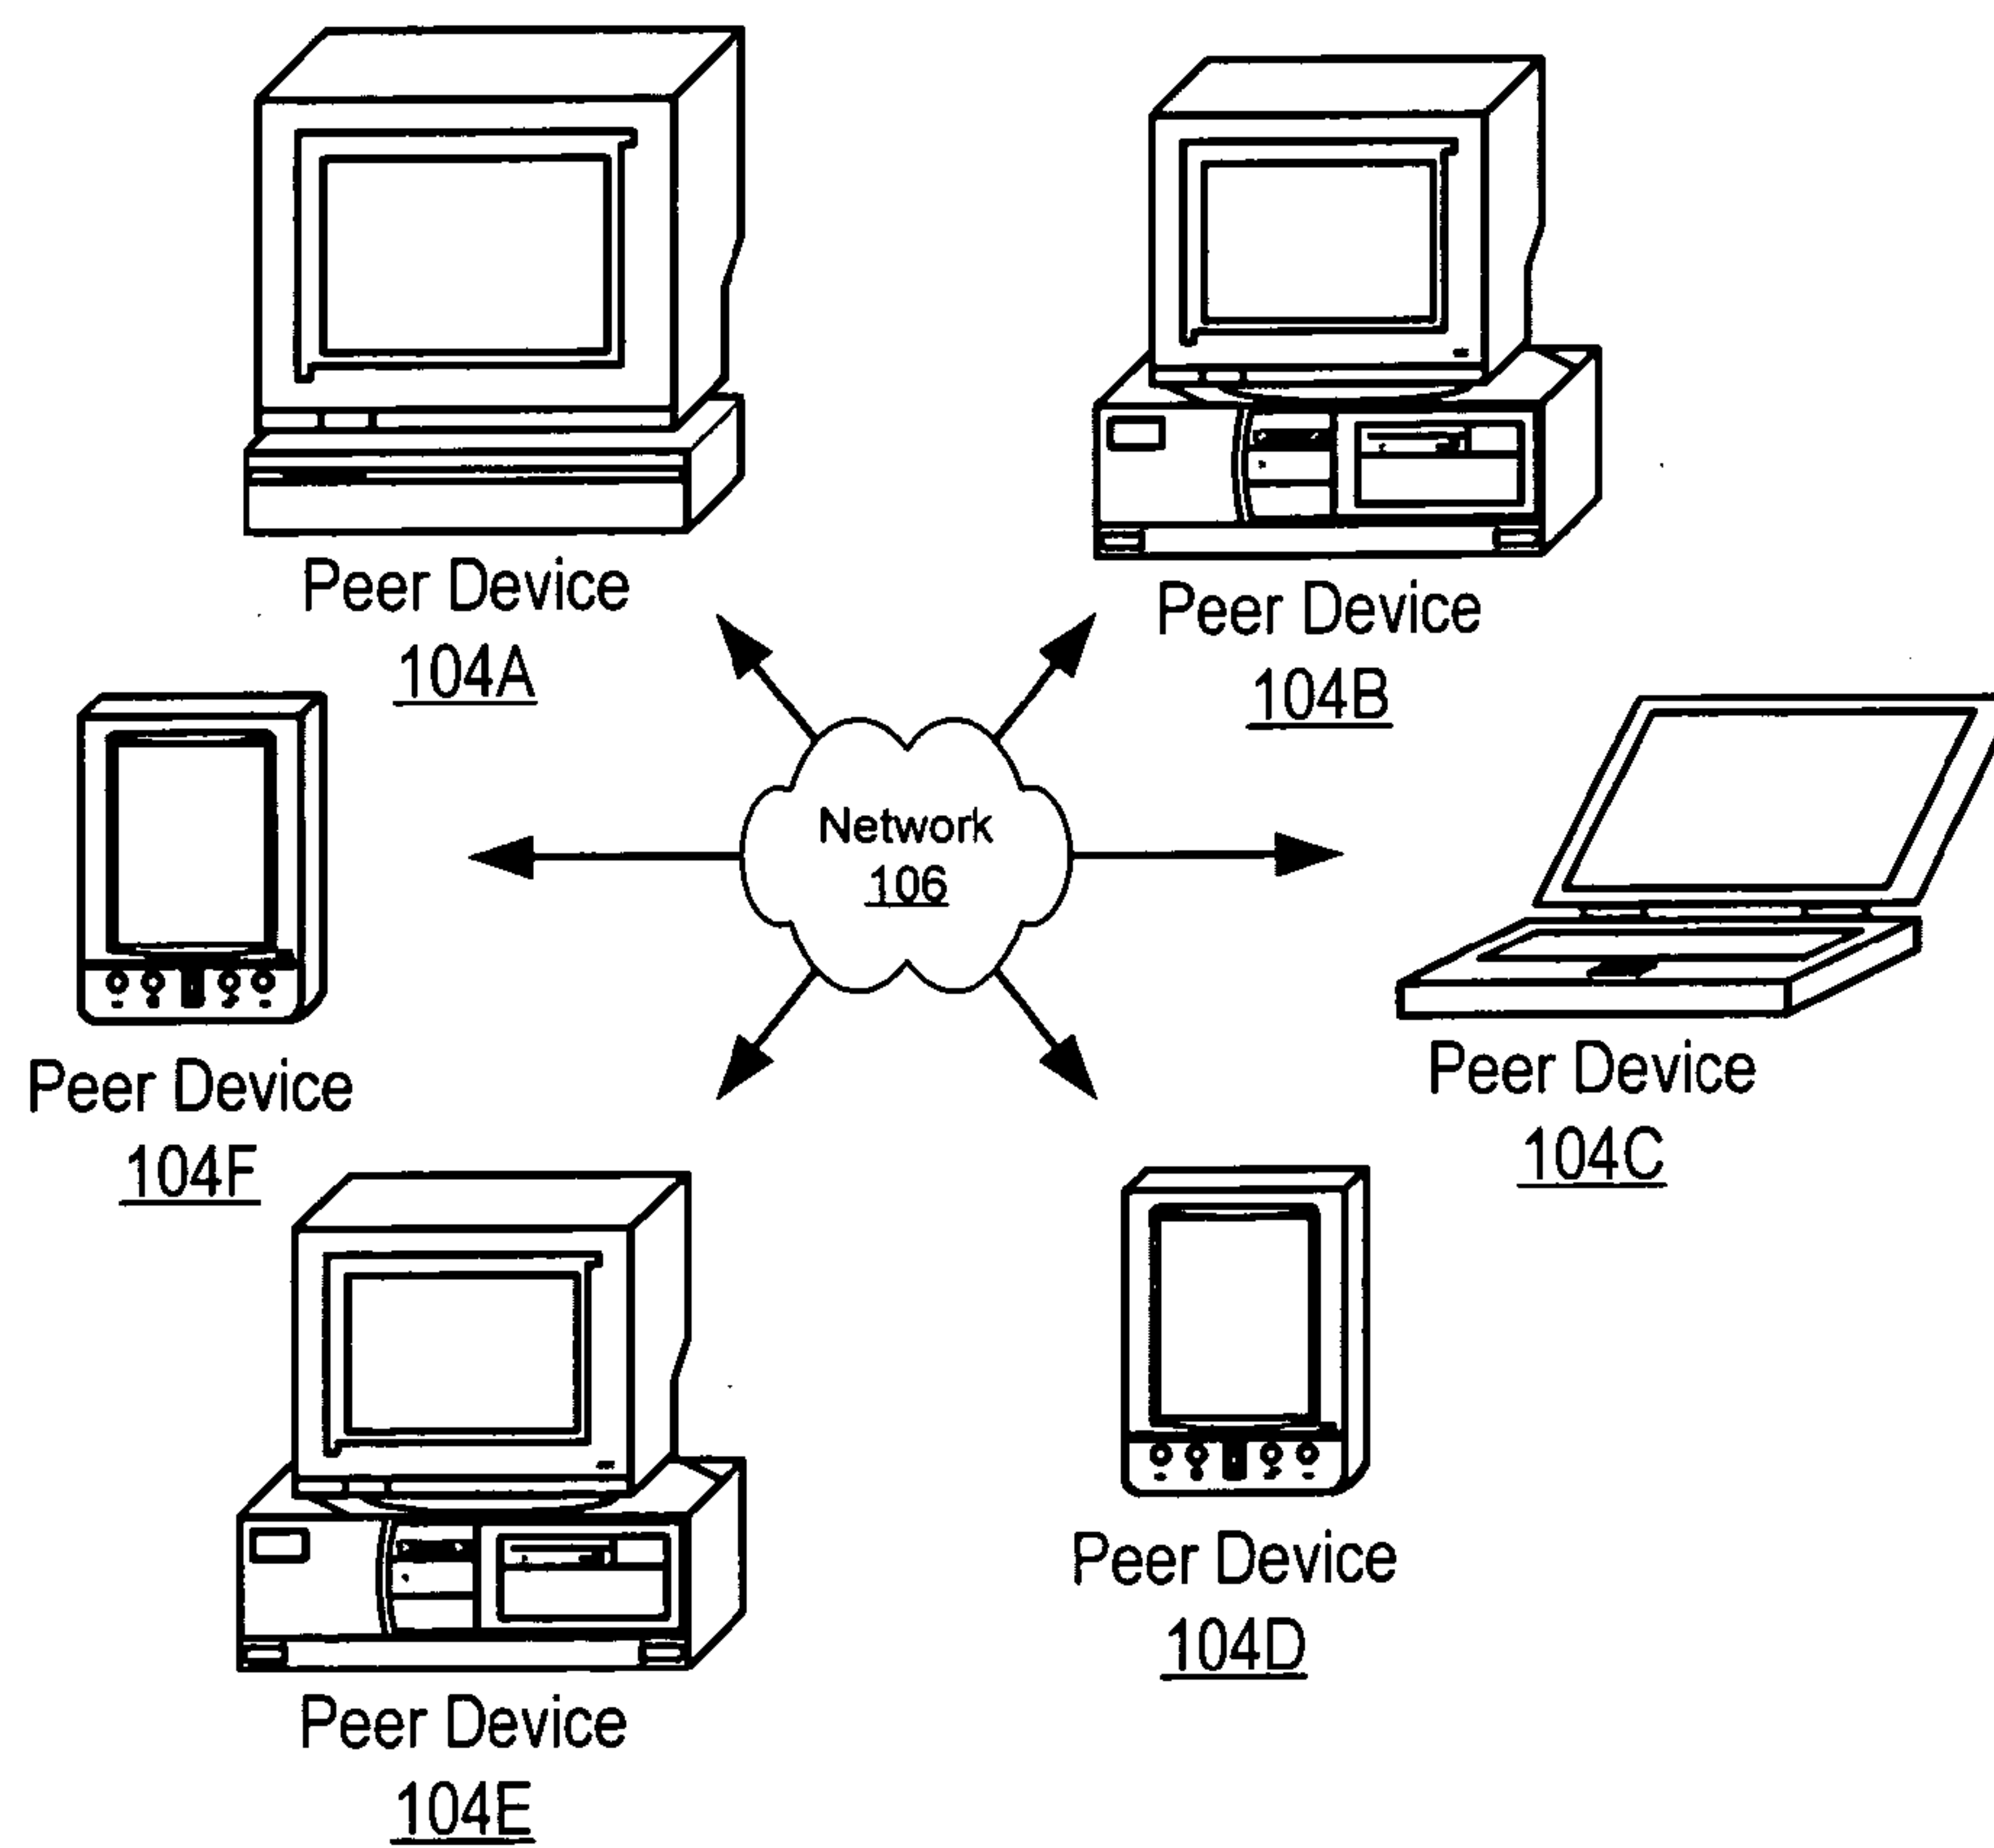 Peer Device
104A
Peer Device
104B
Network
106
Peer Device
104F
Peer Device
104C
Peer Device
104D
Peer Device
104E